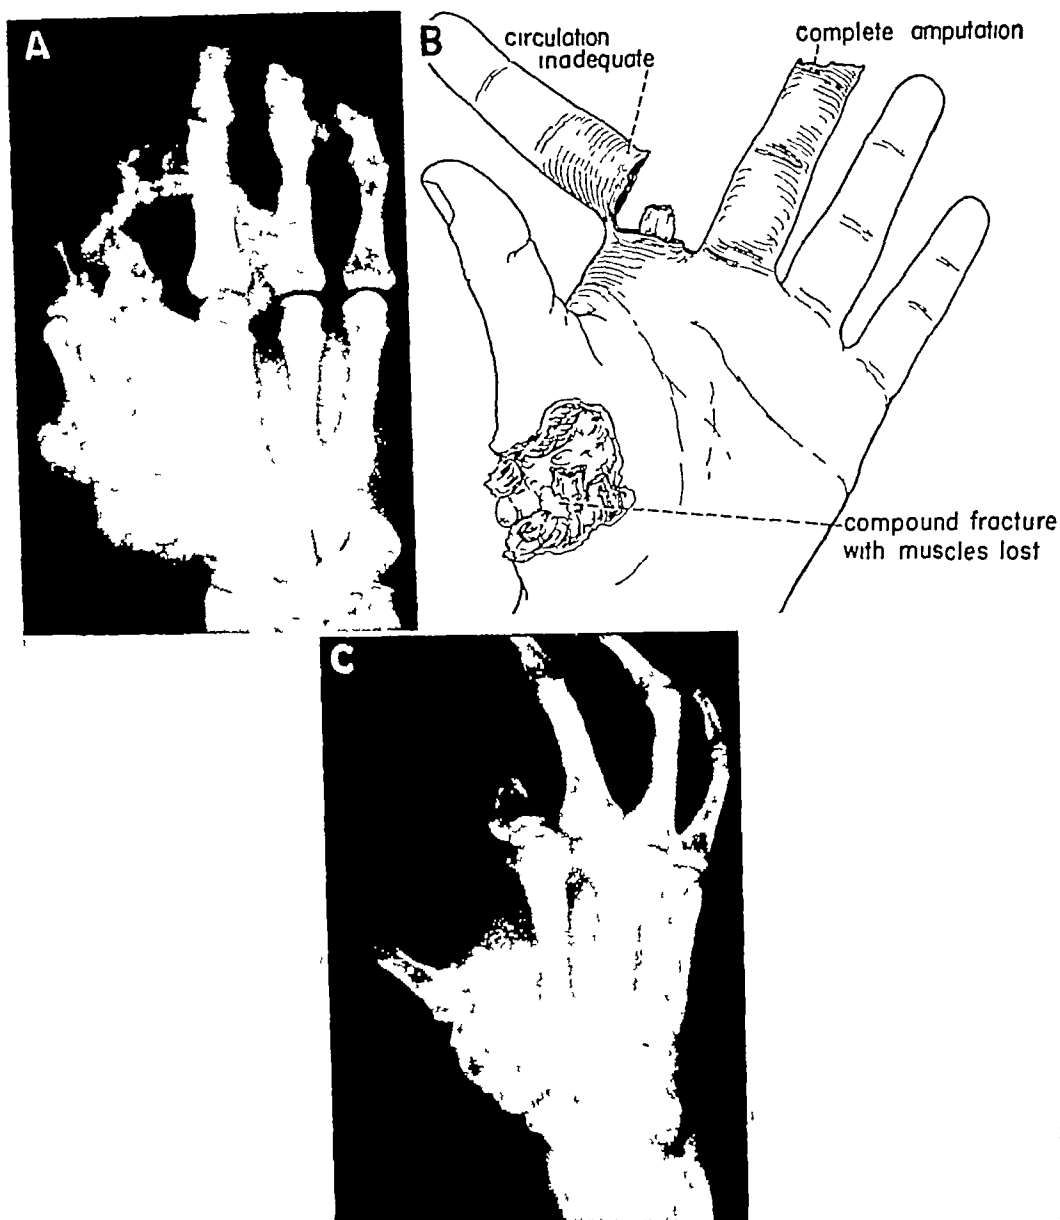 A
B
circulation
inadequate
complete amputation
compound fracture
with muscles lost
C